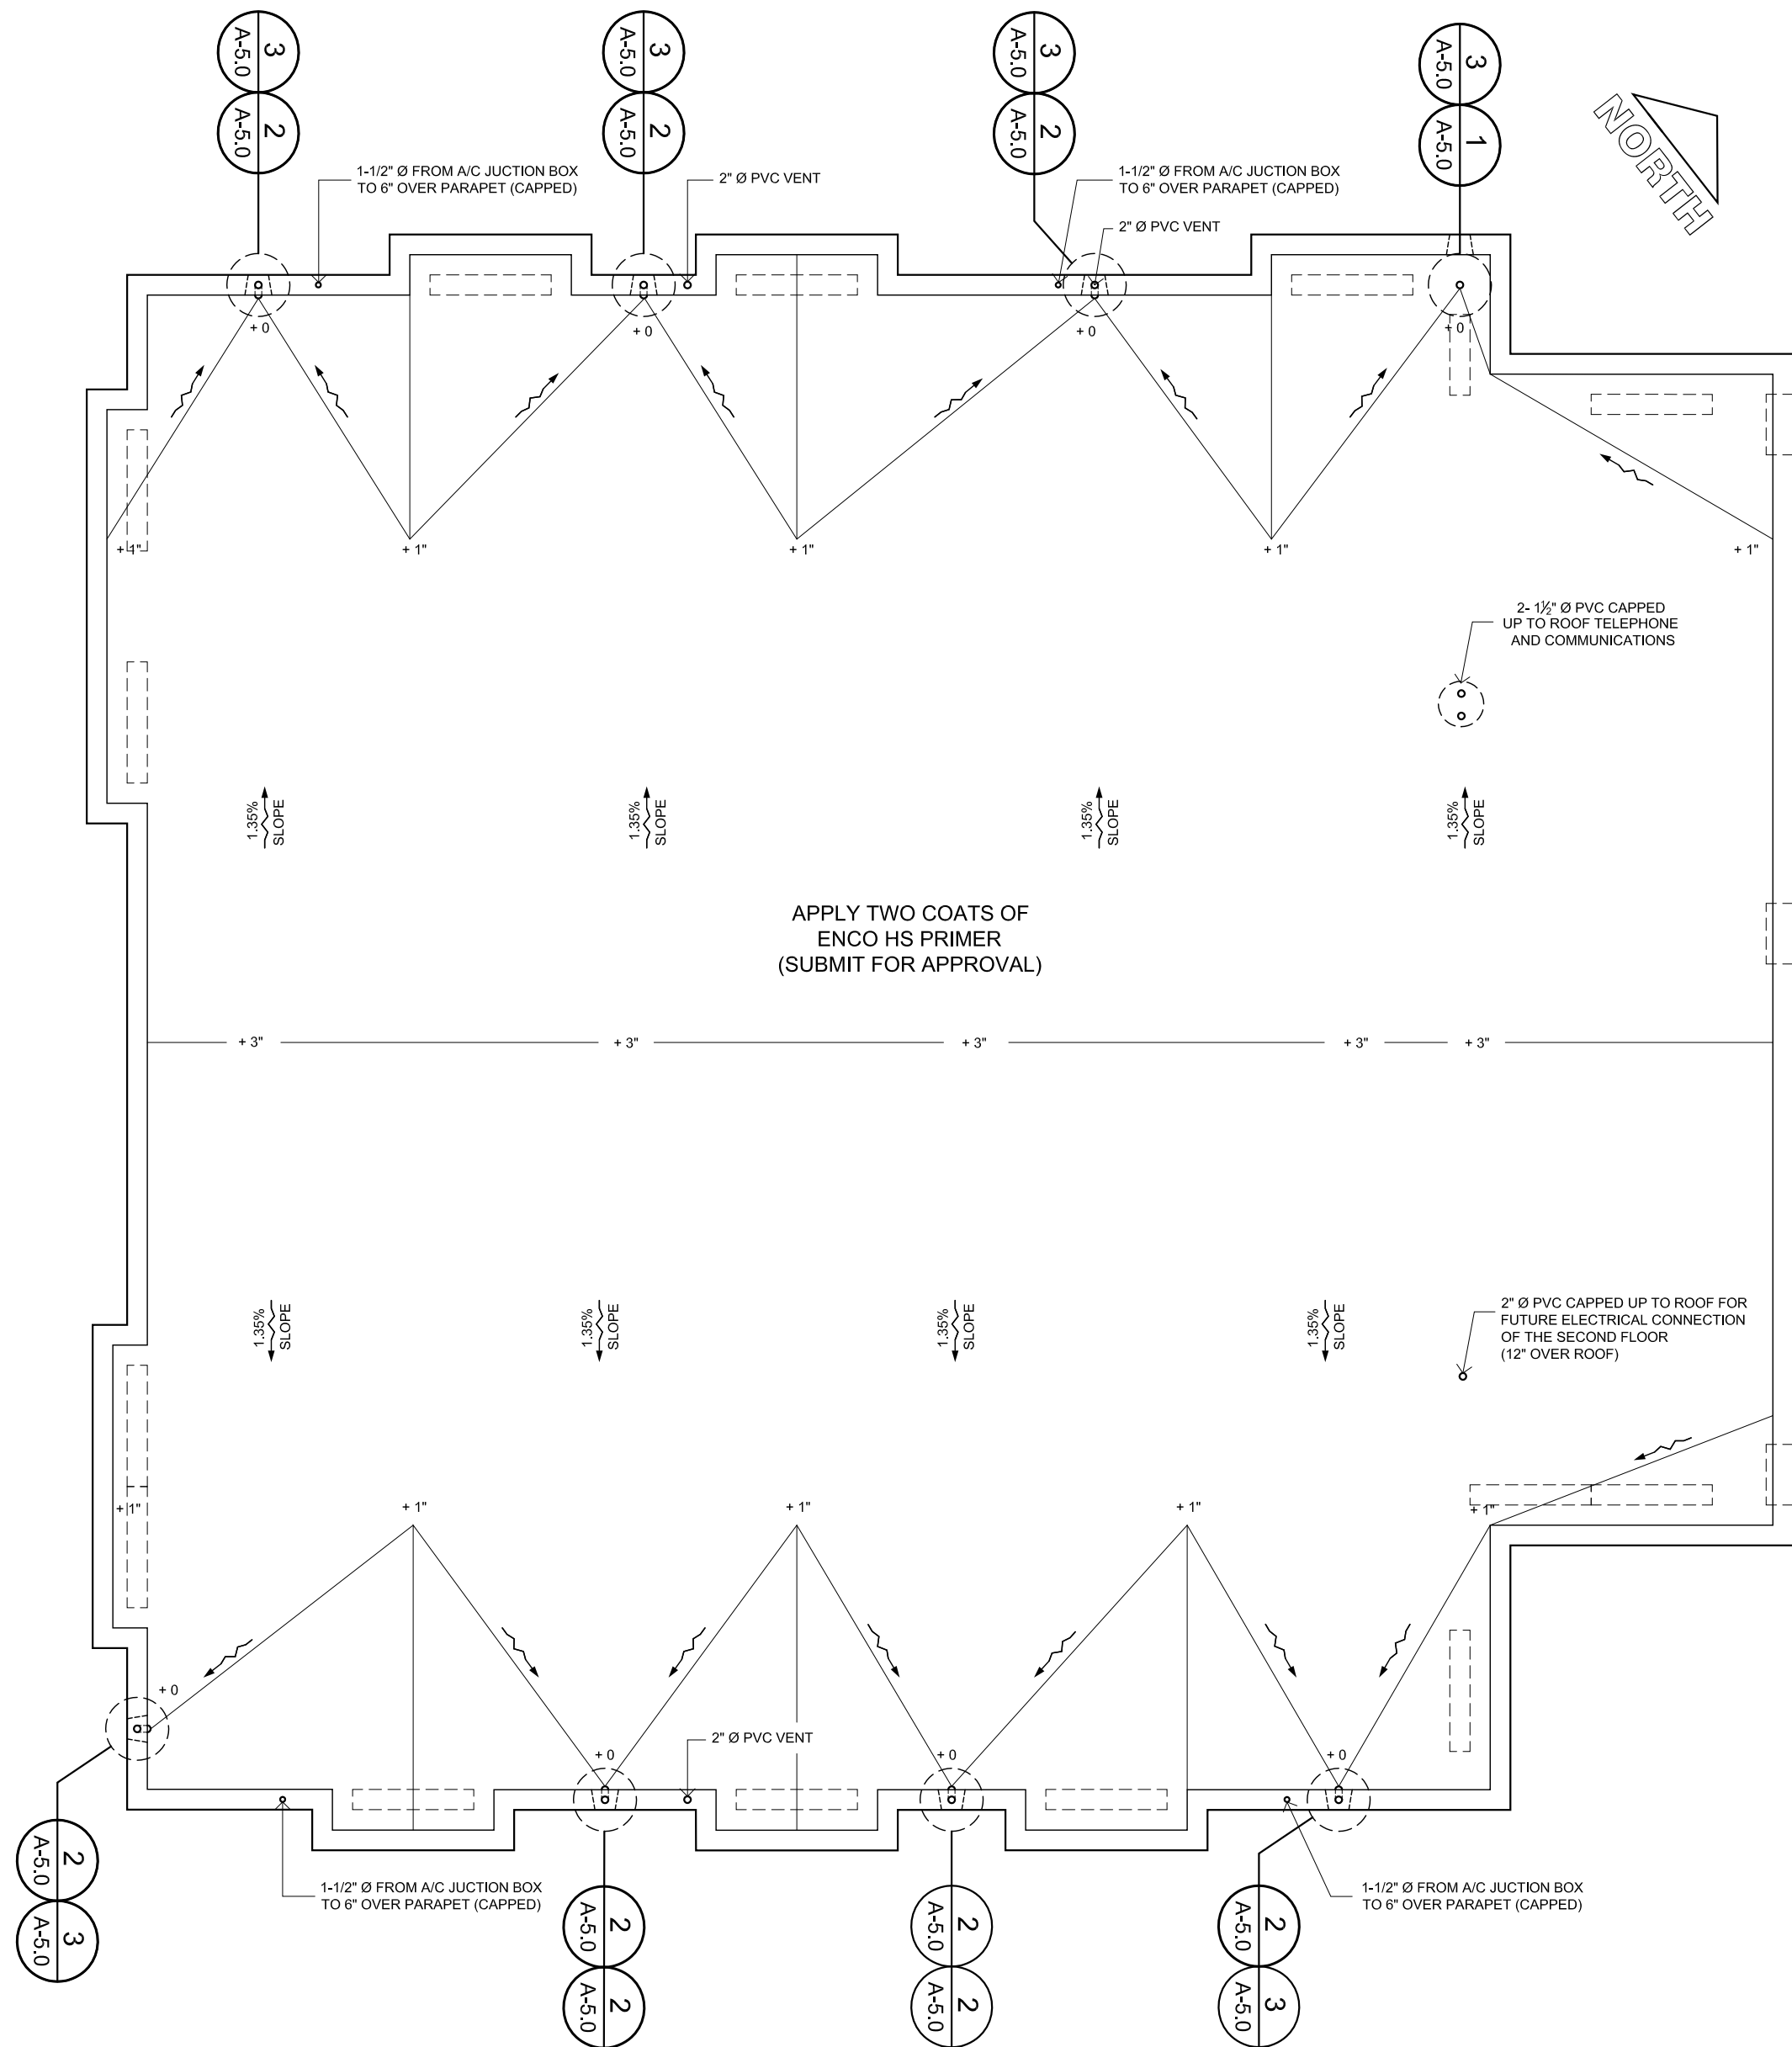 3
A-5.0
2
A-5.0
3
A-5.0
2
A-5.0
3
A-5.0
2
A-5.0
3
A-5.0
1
A-5.0
NORTH
1-1/2" Ø FROM A/C JUCTION BOX
TO 6" OVER PARAPET (CAPPED)
2" Ø PVC VENT
1-1/2" Ø FROM A/C JUCTION BOX
TO 6" OVER PARAPET (CAPPED)
2" Ø PVC VENT
+ 0
+ 0
+ 0
+ 0
+ 1"
+ 1"
+ 1"
+ 1"
+ 1"
2- 1½" Ø PVC CAPPED
UP TO ROOF TELEPHONE
AND COMMUNICATIONS
1.35%
SLOPE
1.35%
SLOPE
1.35%
SLOPE
1.35%
SLOPE
APPLY TWO COATS OF
ENCO HS PRIMER
(SUBMIT FOR APPROVAL)
+ 3"
+ 3"
+ 3"
+ 3"
+ 3"
1.35%
SLOPE
1.35%
SLOPE
1.35%
SLOPE
1.35%
SLOPE
2" Ø PVC CAPPED UP TO ROOF FOR
FUTURE ELECTRICAL CONNECTION
OF THE SECOND FLOOR
(12" OVER ROOF)
+ 1"
+ 1"
+ 1"
+ 1"
+ 1"
+ 0
2" Ø PVC VENT
+ 0
+ 0
+ 0
2
A-5.0
3
A-5.0
1-1/2" Ø FROM A/C JUCTION BOX
TO 6" OVER PARAPET (CAPPED)
2
A-5.0
2
A-5.0
2
A-5.0
2
A-5.0
2
A-5.0
3
A-5.0
1-1/2" Ø FROM A/C JUCTION BOX
TO 6" OVER PARAPET (CAPPED)